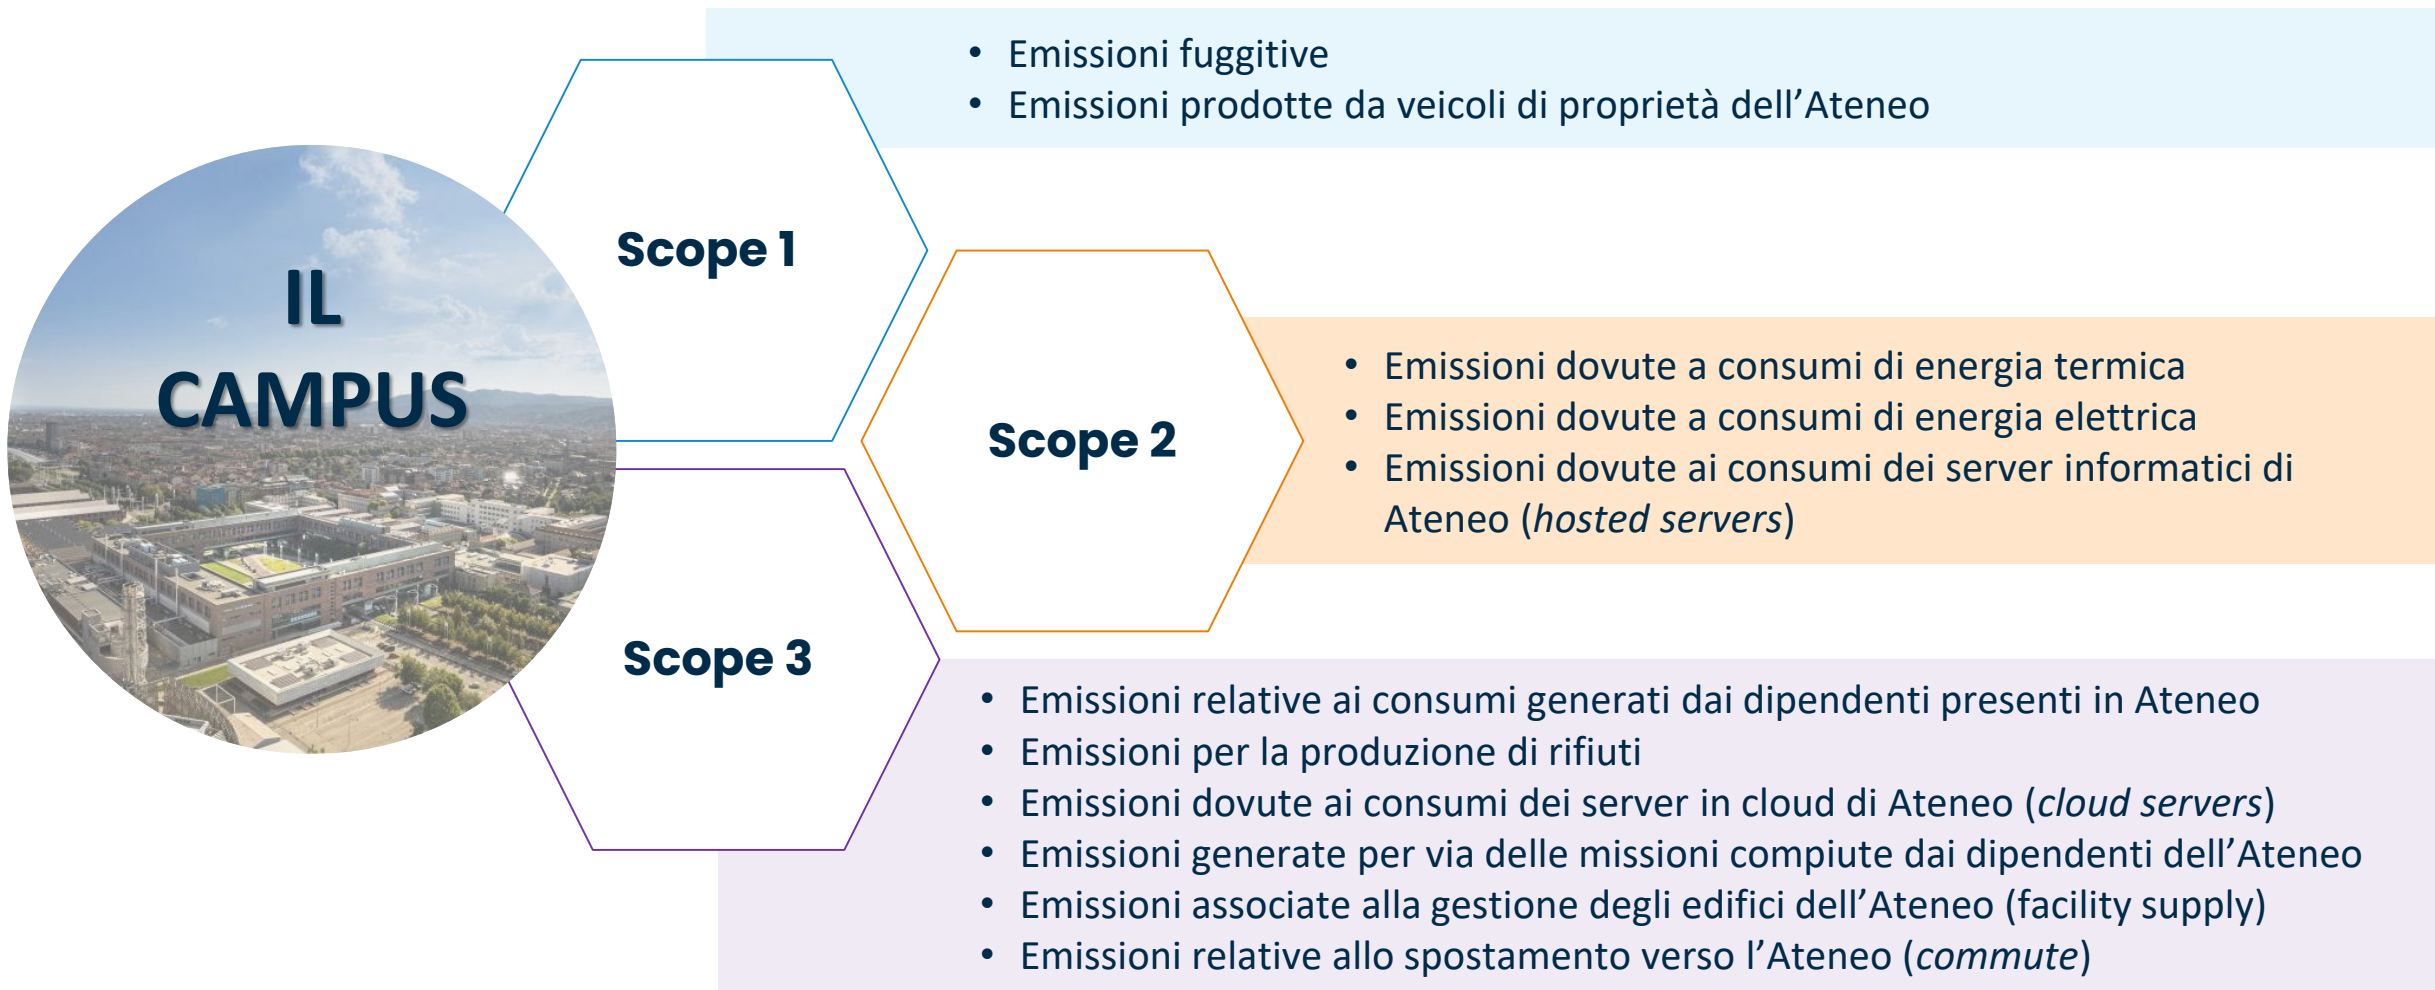 IL
CAMPUS
Scope 1
• Emissioni fuggitive
• Emissioni prodotte da veicoli di proprietà dell’Ateneo
Scope 2
• Emissioni dovute a consumi di energia termica
• Emissioni dovute a consumi di energia elettrica
• Emissioni dovute ai consumi dei server informatici di
Ateneo (hosted servers)
Scope 3
• Emissioni relative ai consumi generati dai dipendenti presenti in Ateneo
• Emissioni per la produzione di rifiuti
• Emissioni dovute ai consumi dei server in cloud di Ateneo (cloud servers)
• Emissioni generate per via delle missioni compiute dai dipendenti dell’Ateneo
• Emissioni associate alla gestione degli edifici dell’Ateneo (facility supply)
• Emissioni relative allo spostamento verso l’Ateneo (commute)